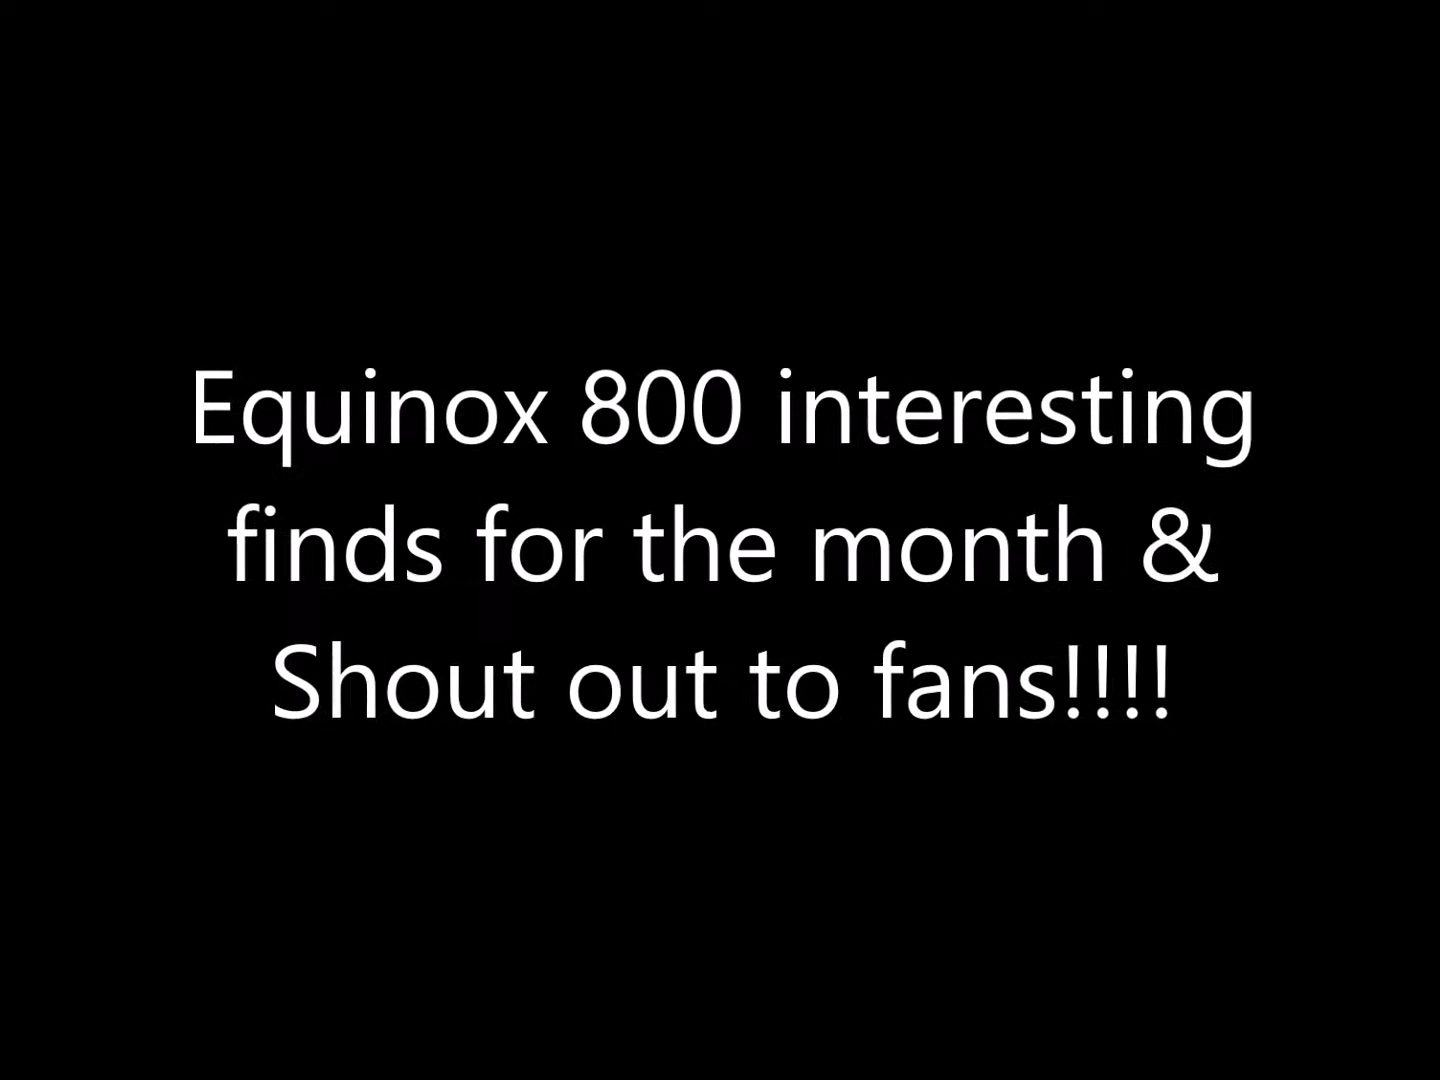 Equinox 800 interesting
finds for the month &
Shout out to fans!!!!